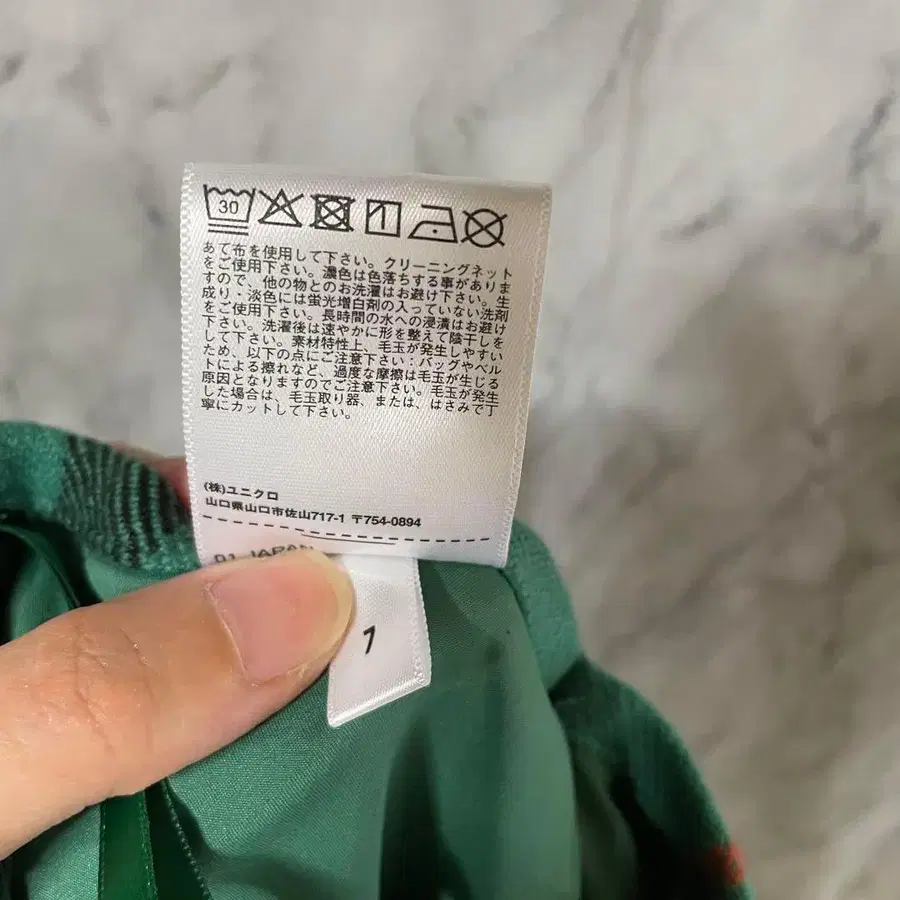 30
あて布を使用して下さい。クリーニングネット
をご使用下さい。濃色は色落ちする事がありま
すので、他の物とのお洗濯はお避け下さい。生
成り・淡色には蛍光増白剤の入っていない洗剤
をご使用下さい。長時間の水への浸漬はお避け
下さい。洗濯後は速やかに形を整えて陰干しを
して下さい。素材特性上、毛玉が発生しやすい
ため、以下の点にご注意下さい：バッグやベル
トによる擦れなど、過度な摩擦は毛玉が生じる
原因となりますのでご注意下さい。毛玉が発生
した場合は、毛玉取り器、または、はさみで丁
寧にカットして下さい。
(株)ユニクロ
山口県山口市佐山717-1 〒754-0894
01 JAPAN
1